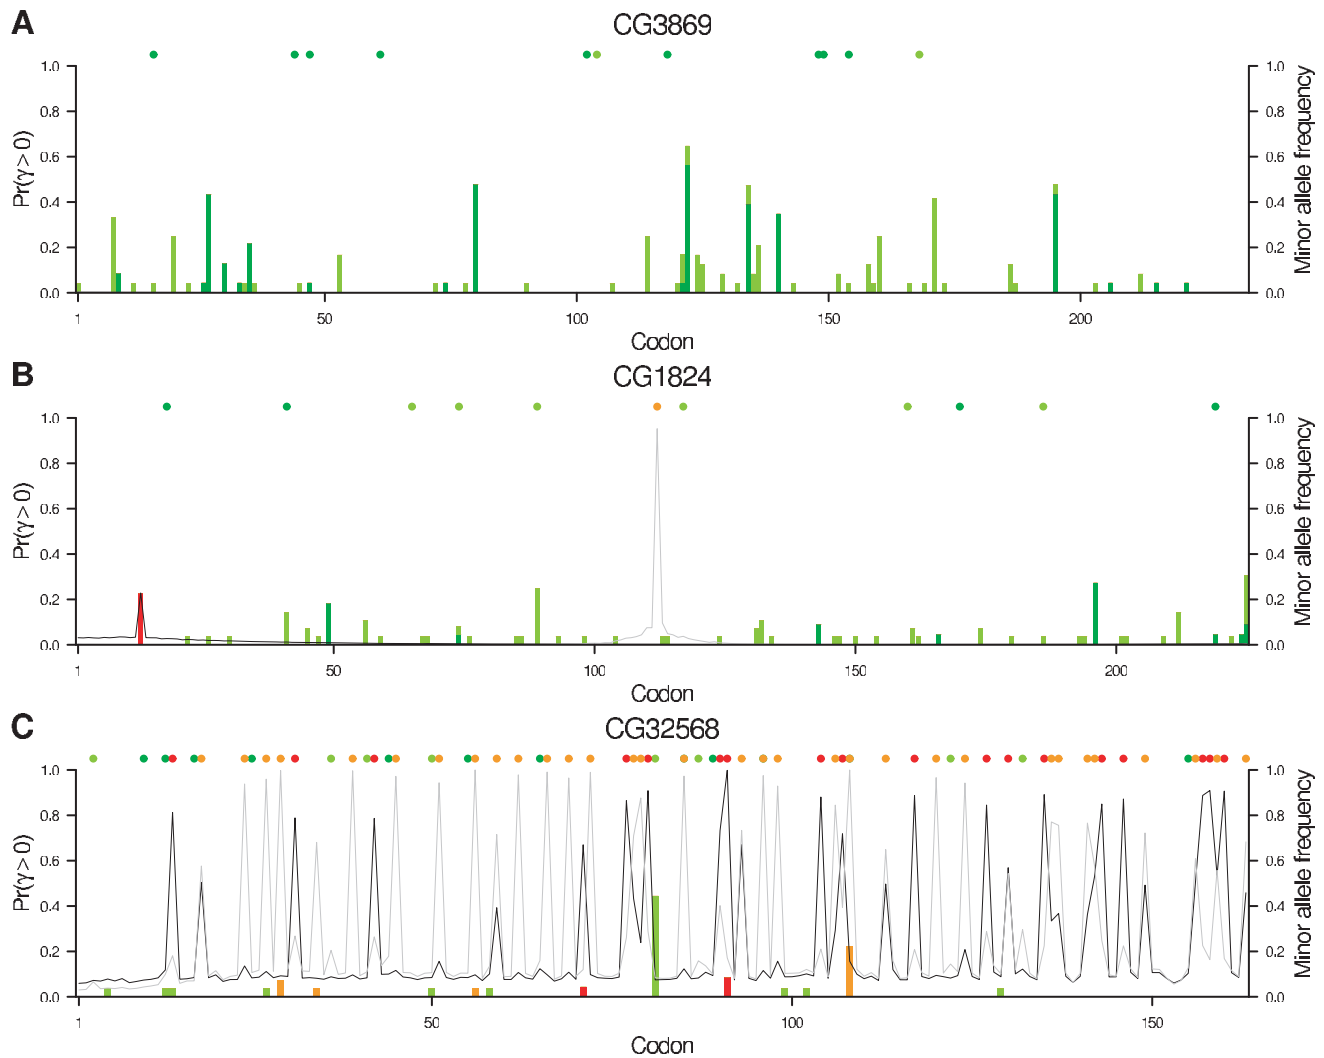 A
CG3869
1.0 1.0
0.8 0.8
0.6 0.6
0.4 0.4
0.2 0.2
0.0 0.0
Pr(γ > 0)
Minor allele frequency
1 50 100 150 200
Codon
B
CG1824
1.0 1.0
0.8 0.8
0.6 0.6
0.4 0.4
0.2 0.2
0.0 0.0
Pr(γ > 0)
Minor allele frequency
1 50 100 150 200
Codon
C
CG32568
1.0 1.0
0.8 0.8
0.6 0.6
0.4 0.4
0.2 0.2
0.0 0.0
Pr(γ > 0)
Minor allele frequency
1 50 100 150
Codon